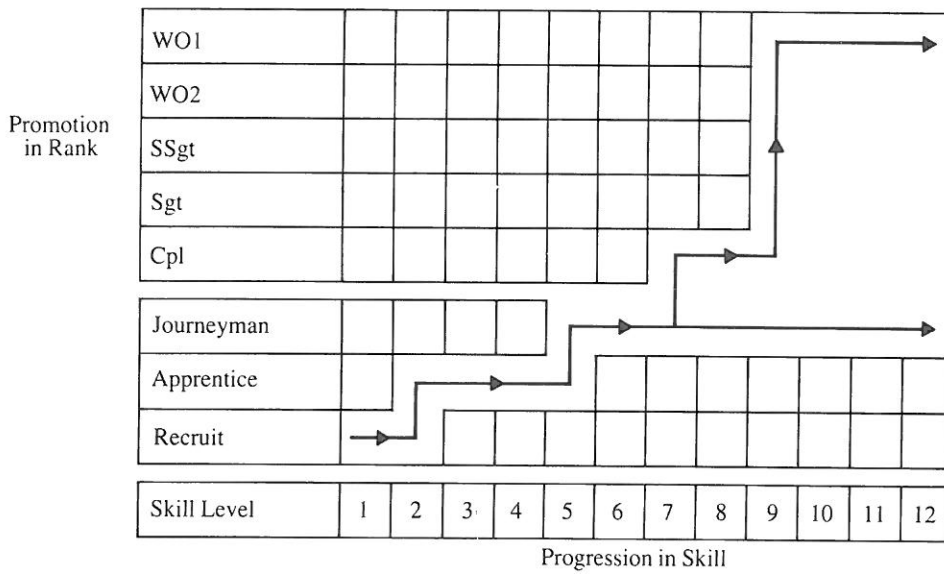 WO1
WO2
Promotion
in Rank
SSgt
Sgt
Cpl
Journeyman
Apprentice
Recruit
Skill Level 1 2 3 4 5 6 7 8 9 10 11 12
Progression in Skill